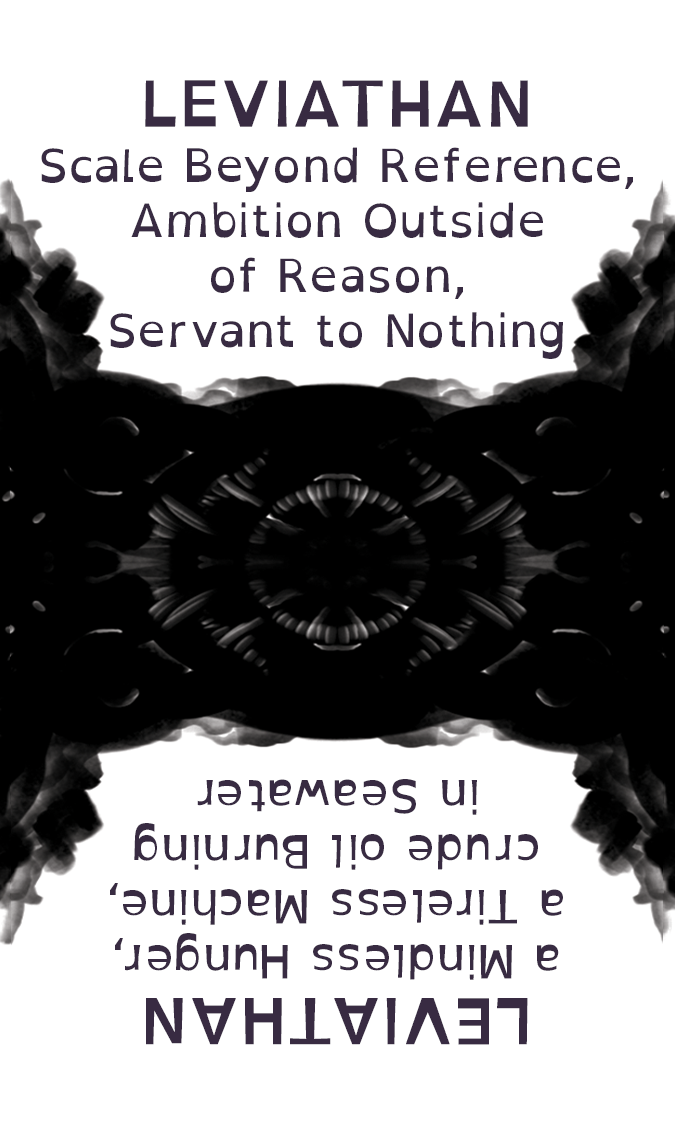 LEVIATHAN
Scale Beyond Reference,
Ambition Outside
of Reason,
Servant to Nothing
LEVIATHAN
a Mindless Hunger,
a Tireless Machine,
crude oil Burning
in Seawater